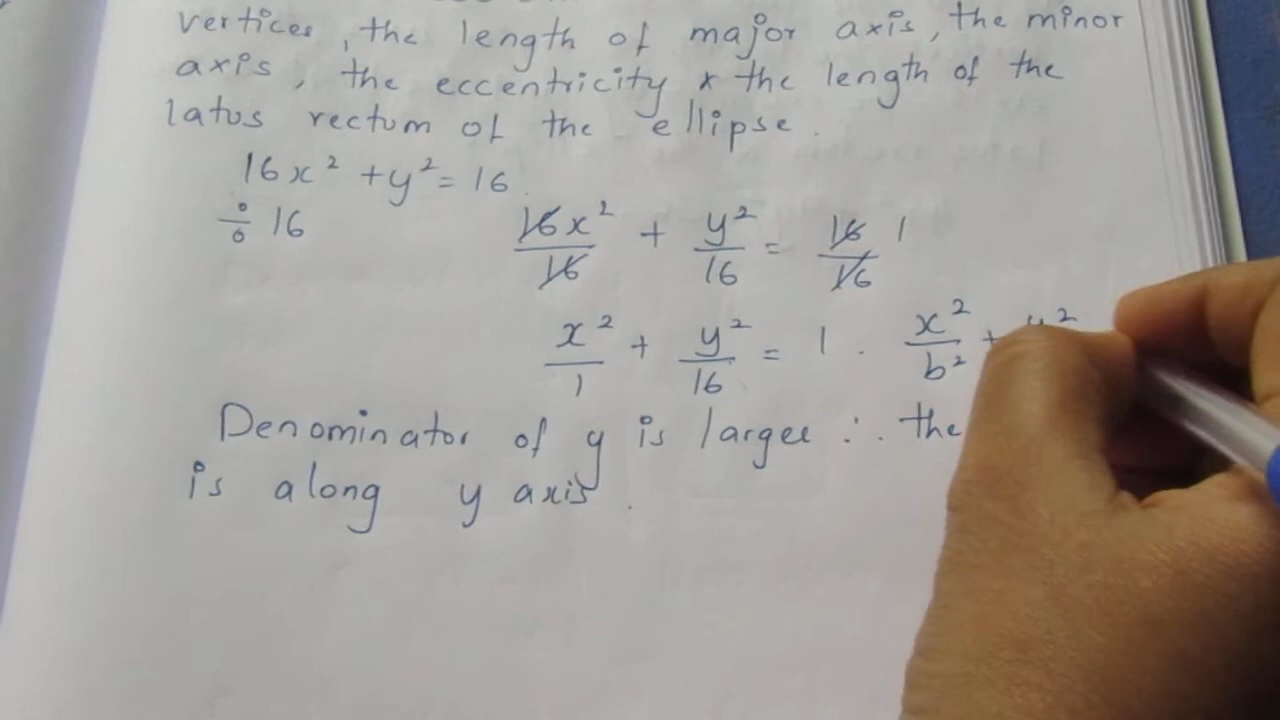 vertices, the length of major axis, the minor
axis, the eccentricity & the length of the
latus rectum of the ellipse.
16x² + y² = 16
÷ 16 16x²/16 + y²/16 = 16/16 1
x²/1 + y²/16 = 1. x²/b² + y²
Denominator of y is larger ∴ the
is along y axis.